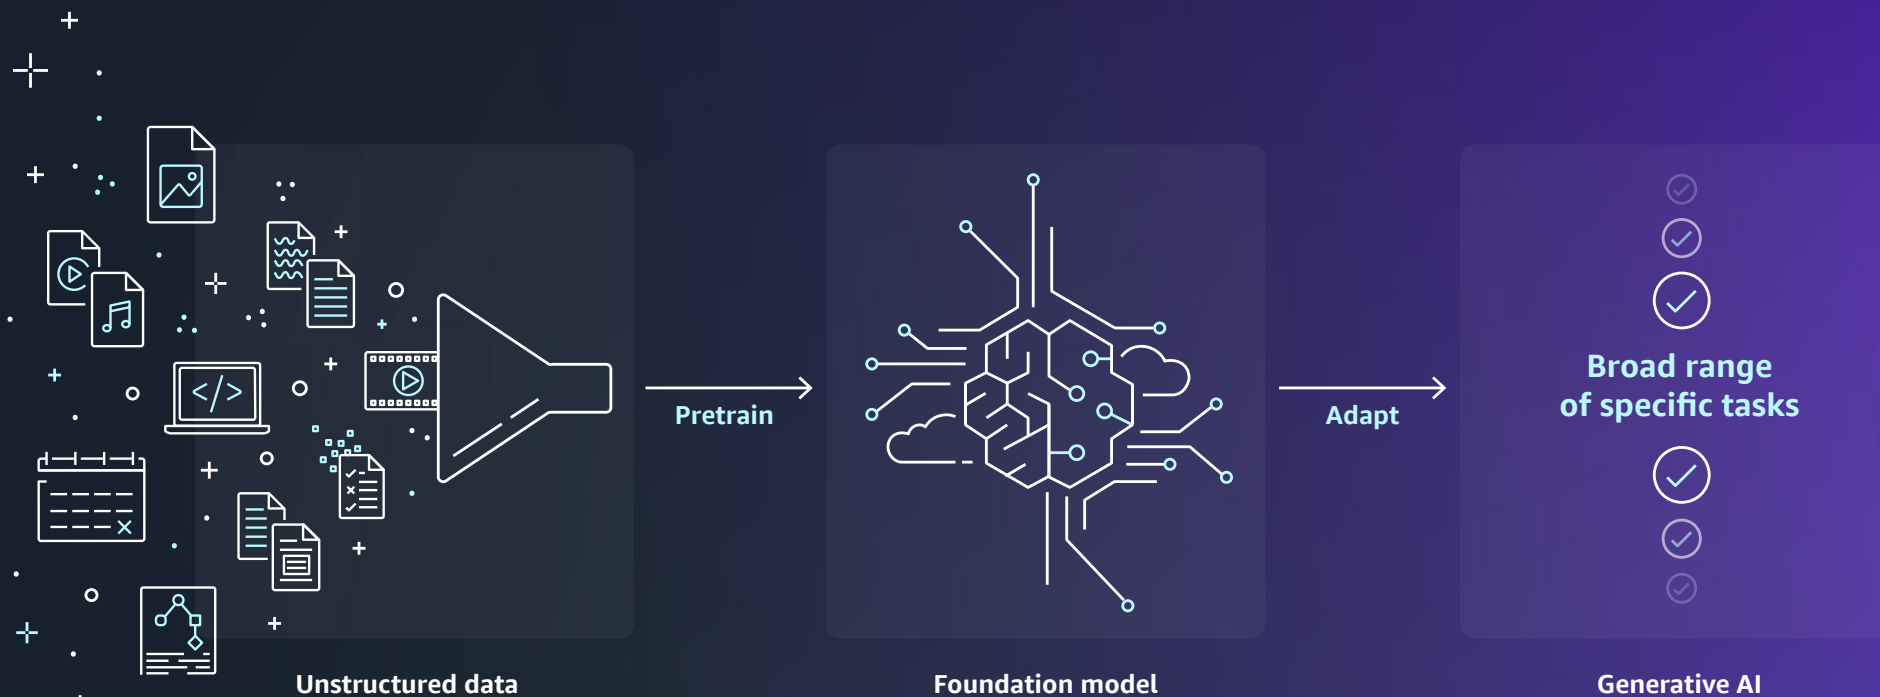 Pretrain
Adapt
Broad range
of specific tasks
Unstructured data
Foundation model
Generative AI